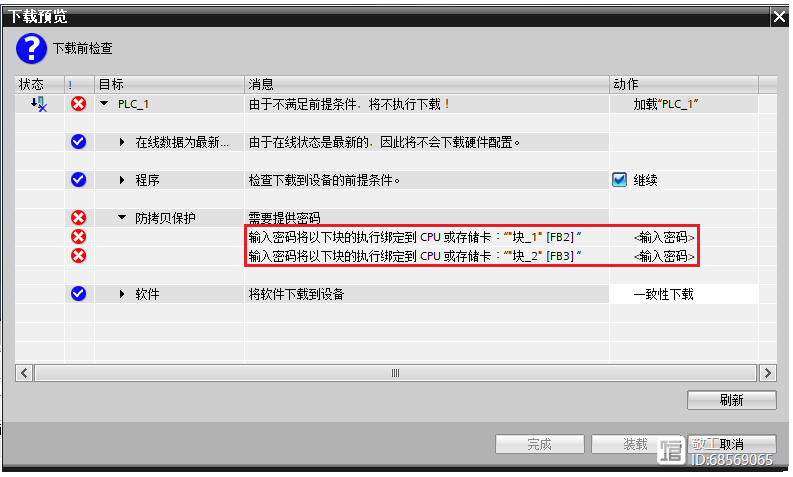 下载预览
下载前检查
状态 ! 目标 消息 动作
PLC_1 由于不满足前提条件，将不执行下载！ 加载“PLC_1”
在线数据为最新... 由于在线状态是最新的，因此将不会下载硬件配置。
程序 检查下载到设备的前提条件。 继续
防拷贝保护 需要提供密码
输入密码将以下块的执行绑定到 CPU 或存储卡：“"块_1" [FB2] ” <输入密码>
输入密码将以下块的执行绑定到 CPU 或存储卡：“"块_2" [FB3] ” <输入密码>
软件 将软件下载到设备 一致性下载
刷新
完成 装载 取消
敬工
ID:68569065